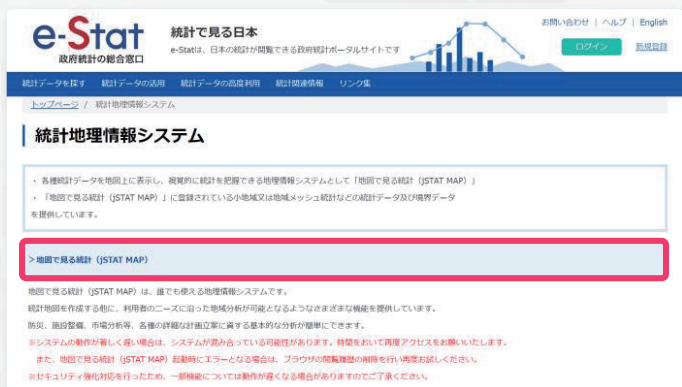 e-Stat
政府統計の総合窓口
統計で見る日本
e-Statは、日本の統計が閲覧できる政府統計ポータルサイトです
お問い合わせ | ヘルプ | English
ログイン 新規登録
統計データを探す 統計データの活用 統計データの高度利用 統計関連情報 リンク集
トップページ / 統計地理情報システム
統計地理情報システム
・ 各種統計データを地図上に表示し、視覚的に統計を把握できる地理情報システムとして「地図で見る統計（jSTAT MAP）」
・ 「地図で見る統計（jSTAT MAP）」に登録されている小地域又は地域メッシュ統計などの統計データ及び境界データ
を提供しています。
>地図で見る統計（jSTAT MAP）
地図で見る統計（jSTAT MAP）は、誰でも使える地理情報システムです。
統計地図を作成する他に、利用者のニーズに沿った地域分析が可能となるようなさまざまな機能を提供しています。
防災、施設整備、市場分析等、各種の詳細な計画立案に資する基本的な分析が簡単にできます。
※システムの動作が著しく遅い場合は、システムが混み合っている可能性があります。時間をおいて再度アクセスをお願いいたします。
また、地図で見る統計（jSTAT MAP）起動時にエラーとなる場合は、ブラウザの閲覧履歴の削除を行い再度お試しください。
※セキュリティ強化対応を行ったため、一部機能については動作が遅くなる場合がありますのでご了承ください。